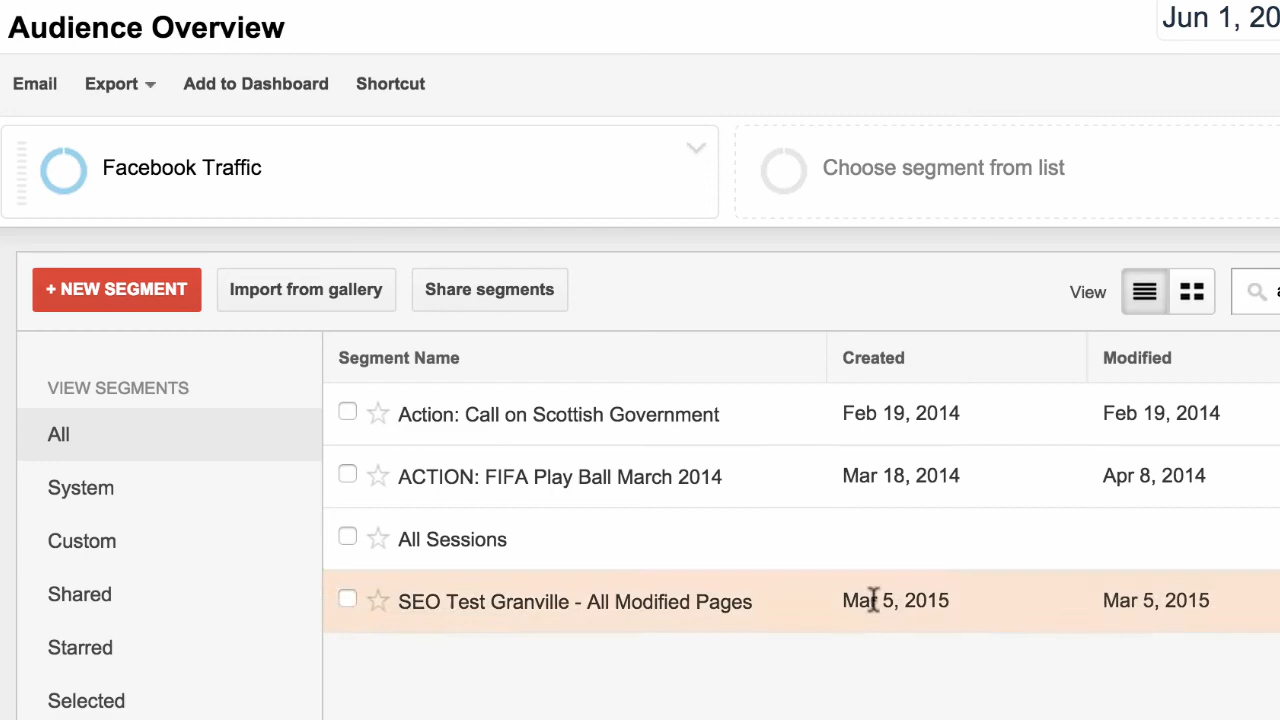 Audience Overview
Jun 1, 20
Email Export Add to Dashboard Shortcut
Facebook Traffic
Choose segment from list
+ NEW SEGMENT Import from gallery Share segments View a
Segment Name Created Modified
VIEW SEGMENTS
All
System
Custom
Shared
Starred
Selected
Action: Call on Scottish Government Feb 19, 2014 Feb 19, 2014
ACTION: FIFA Play Ball March 2014 Mar 18, 2014 Apr 8, 2014
All Sessions
SEO Test Granville - All Modified Pages Mar 5, 2015 Mar 5, 2015